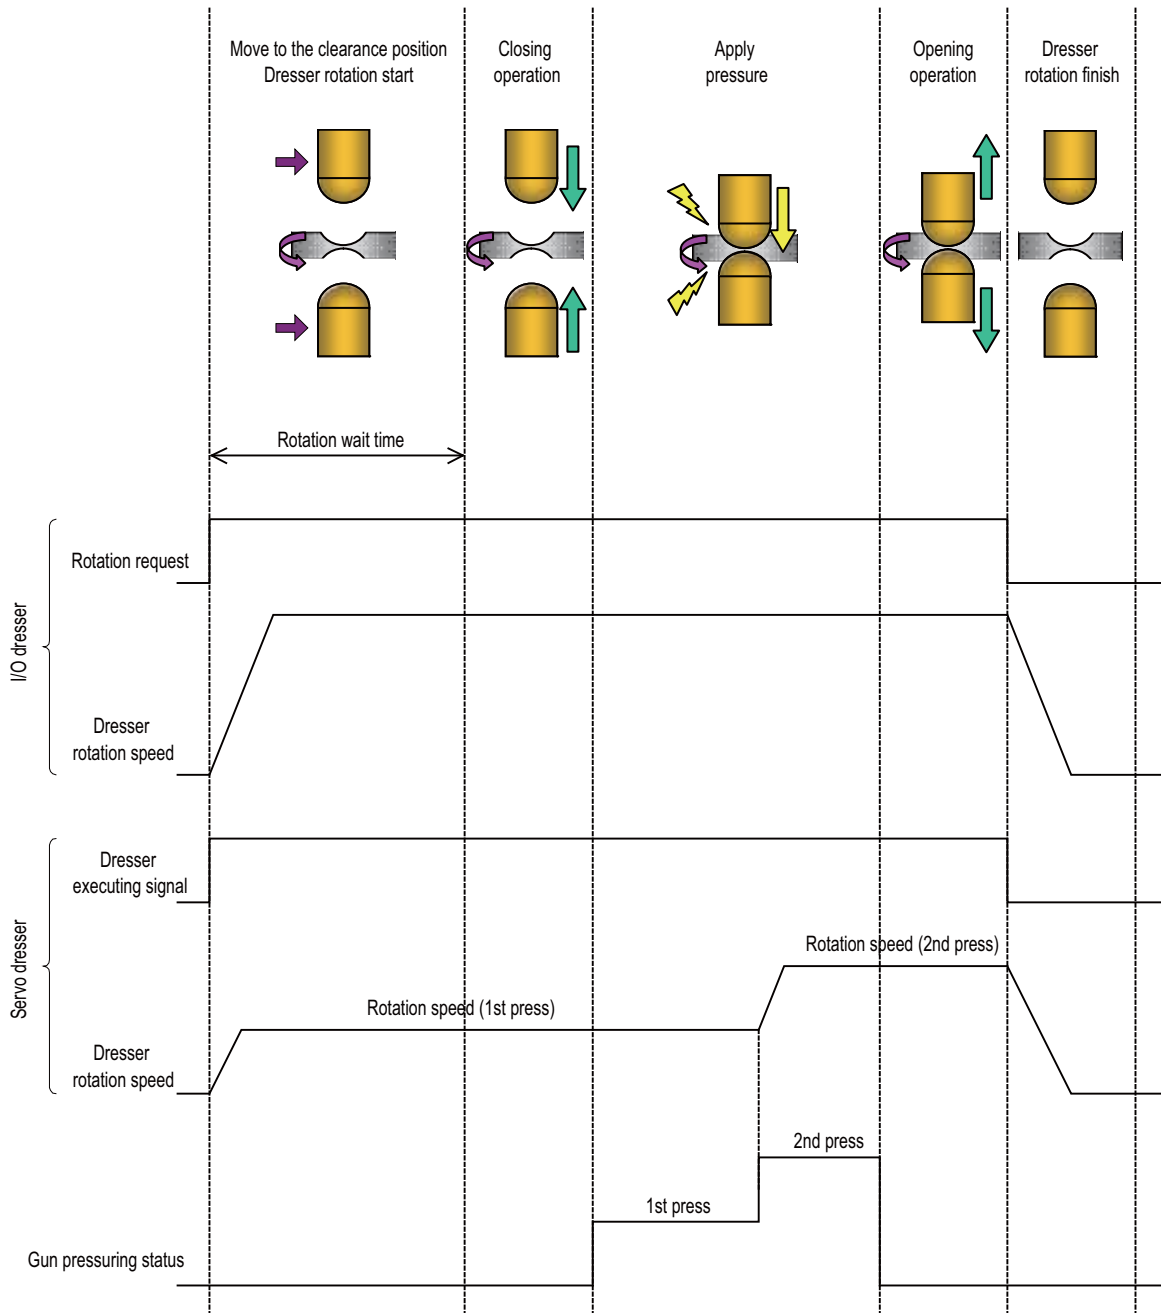 Move to the clearance position
Dresser rotation start
Closing
operation
Apply
pressure
Opening
operation
Dresser
rotation finish
Rotation wait time
I/O dresser
Rotation request
Dresser
rotation speed
Servo dresser
Dresser
executing signal
Rotation speed (2nd press)
Rotation speed (1st press)
Dresser
rotation speed
2nd press
1st press
Gun pressuring status